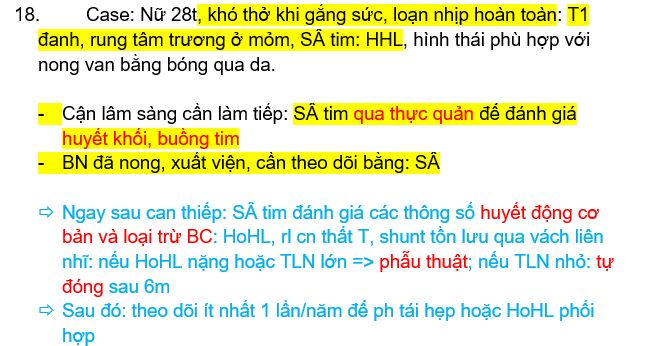 18. Case: Nữ 28t, khó thở khi gắng sức, loạn nhịp hoàn toàn: T1
đanh, rung tâm trương ở mỏm, SÂ tim: HHL, hình thái phù hợp với
nong van bằng bóng qua da.
- Cận lâm sàng cần làm tiếp: SÂ tim qua thực quản để đánh giá
huyết khối, buồng tim
- BN đã nong, xuất viện, cần theo dõi bằng: SÂ
⇨ Ngay sau can thiếp: SÂ tim đánh giá các thông số huyết động cơ
bản và loại trừ BC: HoHL, rl cn thất T, shunt tồn lưu qua vách liên
nhĩ: nếu HoHL nặng hoặc TLN lớn => phẫu thuật; nếu TLN nhỏ: tự
đóng sau 6m
⇨ Sau đó: theo dõi ít nhất 1 lần/năm để ph tái hẹp hoặc HoHL phối
hợp